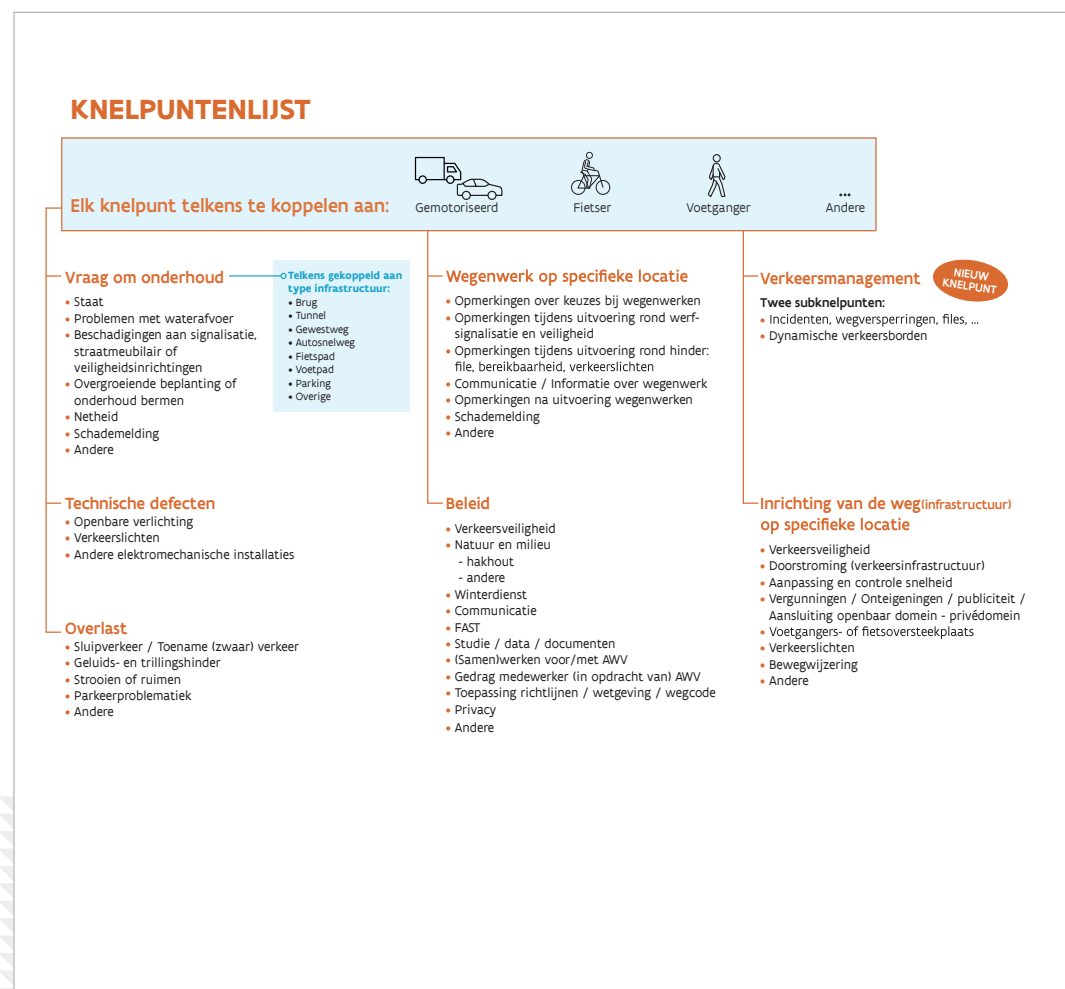 KNELPUNTENLIJST
Elk knelpunt telkens te koppelen aan:
Gemotoriseerd
Fietser
Voetganger
...
Andere
Vraag om onderhoud
• Staat
• Problemen met waterafvoer
• Beschadigingen aan signalisatie,
straatmeubilair of
veiligheidsinrichtingen
• Overgroeiende beplanting of
onderhoud bermen
• Netheid
• Schademelding
• Andere
Telkens gekoppeld aan
type infrastructuur:
• Brug
• Tunnel
• Gewestweg
• Autosnelweg
• Fietspad
• Voetpad
• Parking
• Overige
Technische defecten
• Openbare verlichting
• Verkeerslichten
• Andere elektromechanische installaties
Overlast
• Sluipverkeer / Toename (zwaar) verkeer
• Geluids- en trillingshinder
• Strooien of ruimen
• Parkeerproblematiek
• Andere
Wegenwerk op specifieke locatie
• Opmerkingen over keuzes bij wegenwerken
• Opmerkingen tijdens uitvoering rond werf-
signalisatie en veiligheid
• Opmerkingen tijdens uitvoering rond hinder:
file, bereikbaarheid, verkeerslichten
• Communicatie / Informatie over wegenwerk
• Opmerkingen na uitvoering wegenwerken
• Schademelding
• Andere
Beleid
• Verkeersveiligheid
• Natuur en milieu
- hakhout
- andere
• Winterdienst
• Communicatie
• FAST
• Studie / data / documenten
• (Samen)werken voor/met AWV
• Gedrag medewerker (in opdracht van) AWV
• Toepassing richtlijnen / wetgeving / wegcode
• Privacy
• Andere
Verkeersmanagement
NIEUW
KNELPUNT
Twee subknelpunten:
• Incidenten, wegversperringen, files, ...
• Dynamische verkeersborden
Inrichting van de weg(infrastructuur)
op specifieke locatie
• Verkeersveiligheid
• Doorstroming (verkeersinfrastructuur)
• Aanpassing en controle snelheid
• Vergunningen / Onteigeningen / publiciteit /
Aansluiting openbaar domein - privédomein
• Voetgangers- of fietsoversteekplaats
• Verkeerslichten
• Bewegwijzering
• Andere